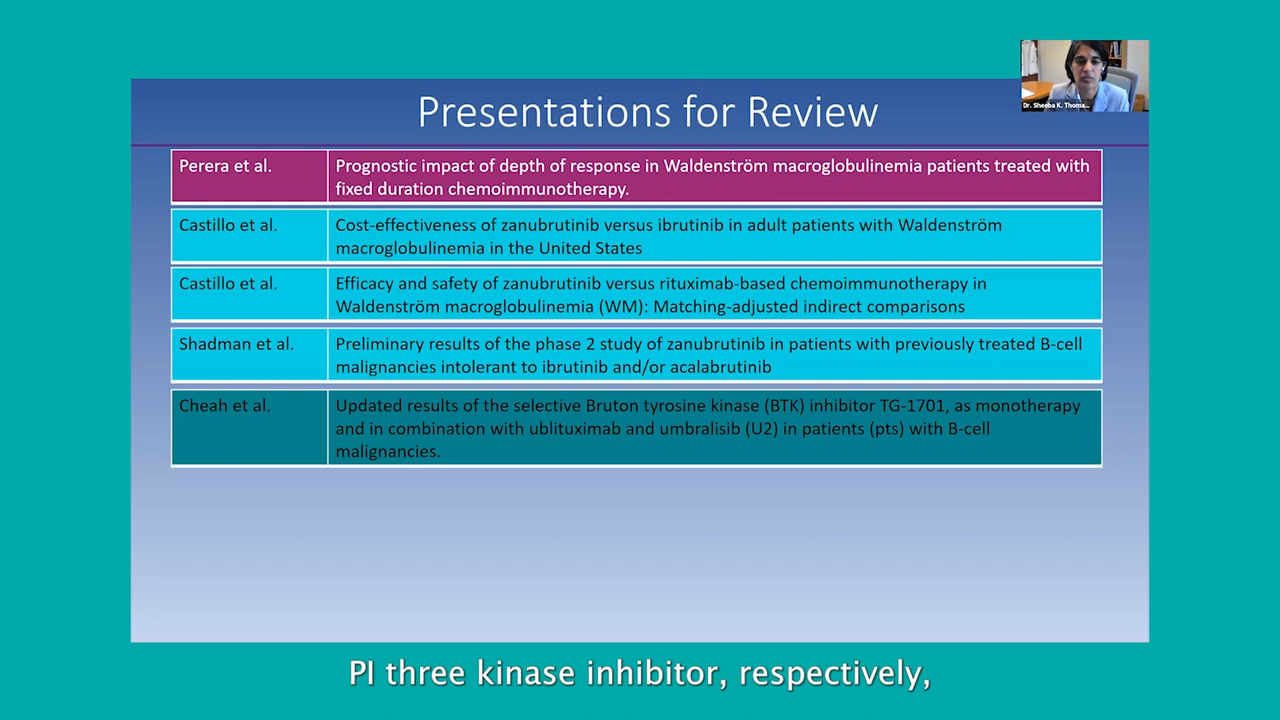 Dr. Sheeba K. Thoma...
Presentations for Review
Perera et al.
Prognostic impact of depth of response in Waldenström macroglobulinemia patients treated with
fixed duration chemoimmunotherapy.
Castillo et al.
Cost-effectiveness of zanubrutinib versus ibrutinib in adult patients with Waldenström
macroglobulinemia in the United States
Castillo et al.
Efficacy and safety of zanubrutinib versus rituximab-based chemoimmunotherapy in
Waldenström macroglobulinemia (WM): Matching-adjusted indirect comparisons
Shadman et al.
Preliminary results of the phase 2 study of zanubrutinib in patients with previously treated B-cell
malignancies intolerant to ibrutinib and/or acalabrutinib
Cheah et al.
Updated results of the selective Bruton tyrosine kinase (BTK) inhibitor TG-1701, as monotherapy
and in combination with ublituximab and umbralisib (U2) in patients (pts) with B-cell
malignancies.
PI three kinase inhibitor, respectively,